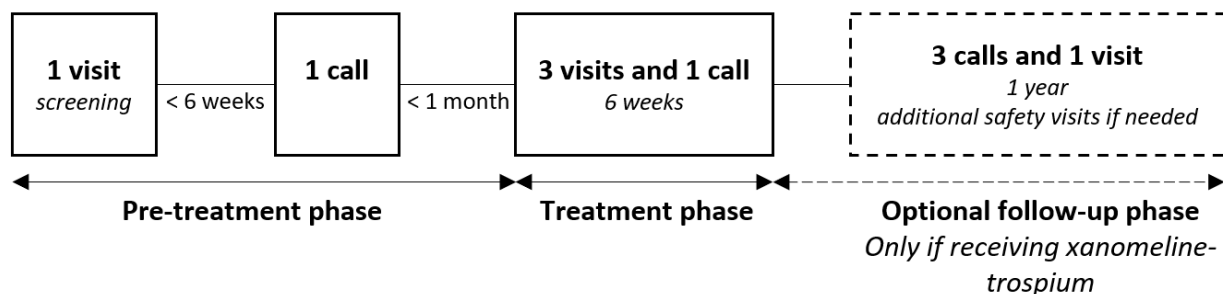 1 visit
screening
< 6 weeks
1 call
< 1 month
3 visits and 1 call
6 weeks
3 calls and 1 visit
1 year
additional safety visits if needed
Pre-treatment phase
Treatment phase
Optional follow-up phase
Only if receiving xanomeline-
trospium